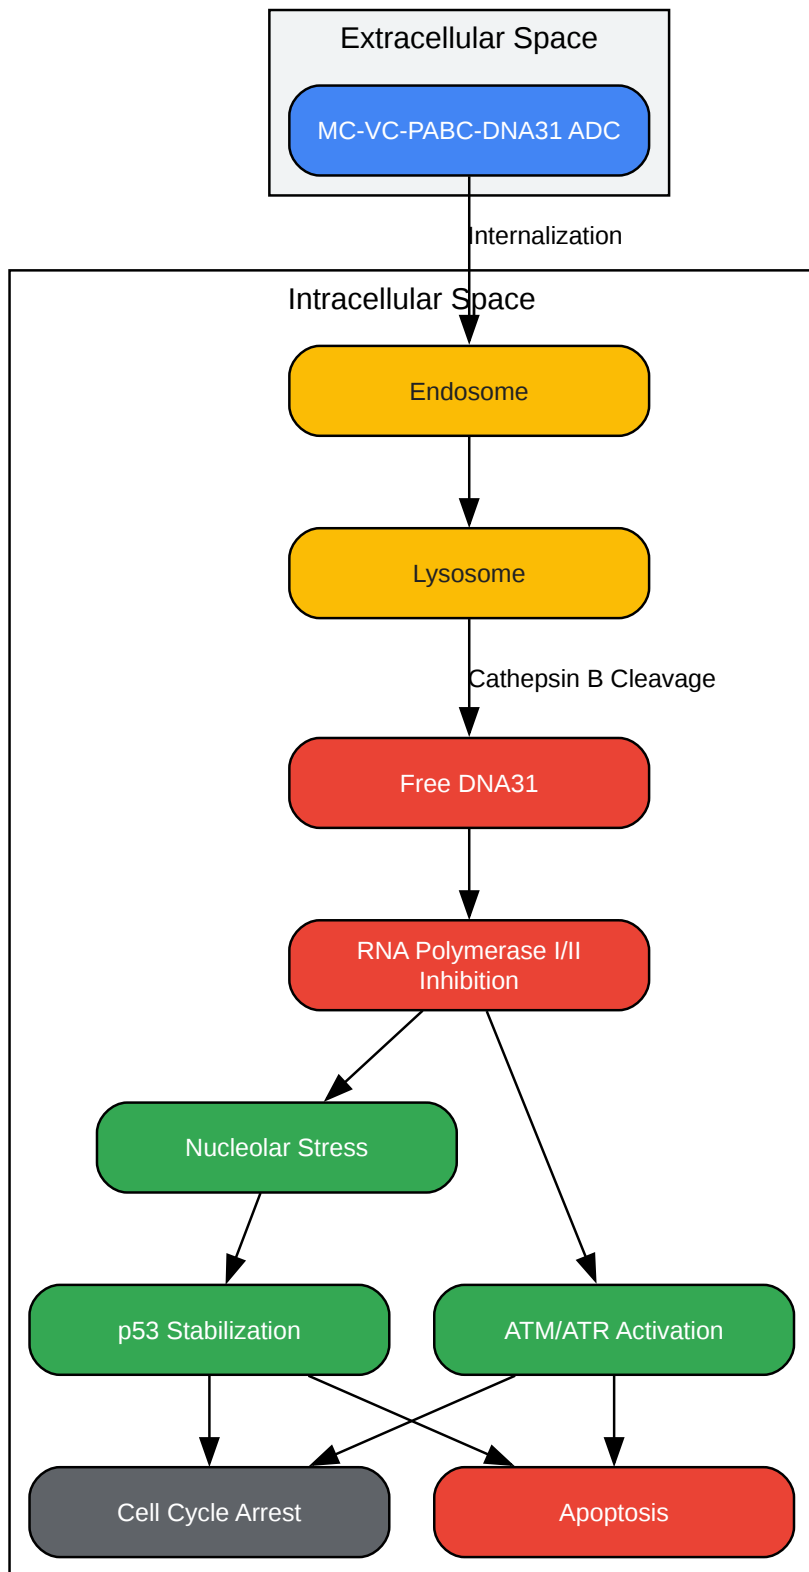 Extracellular Space
MC-VC-PABC-DNA31 ADC
Internalization
Intracellular Space
Endosome
Lysosome
Cathepsin B Cleavage
Free DNA31
RNA Polymerase I/II
Inhibition
Nucleolar Stress
p53 Stabilization
ATM/ATR Activation
Cell Cycle Arrest
Apoptosis